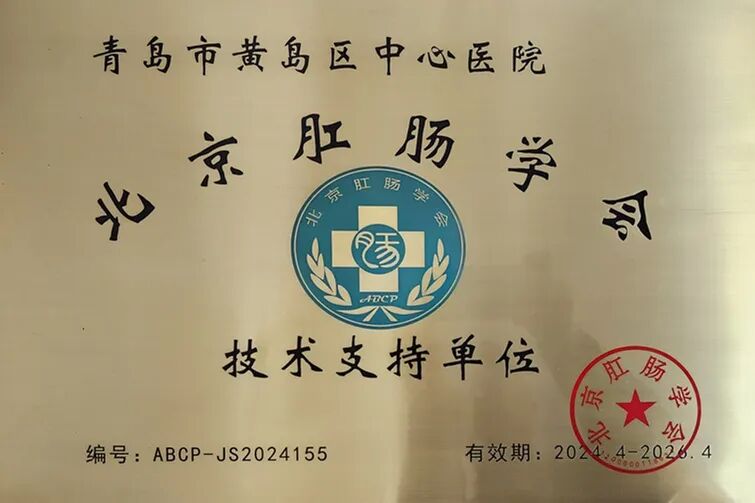 青岛市黄岛区中心医院
北京肛肠学会
北京肛肠学会
ABCP
技术支持单位
北京肛肠学会
编号：ABCP-JS2024155
有效期：2024.4-2026.4